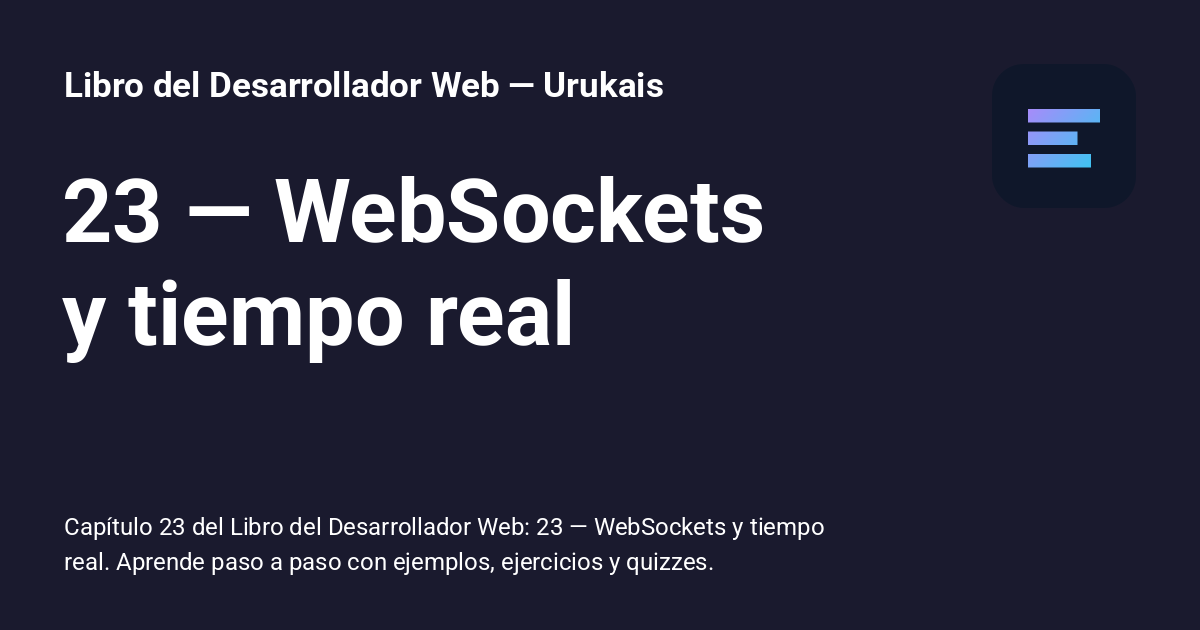 Libro del Desarrollador Web — Urukais
23 — WebSockets
y tiempo real
Capítulo 23 del Libro del Desarrollador Web: 23 — WebSockets y tiempo
real. Aprende paso a paso con ejemplos, ejercicios y quizzes.